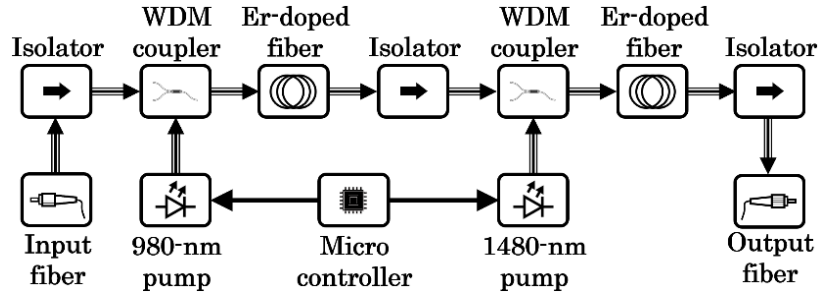 WDM
coupler
Er-doped
fiber
WDM
coupler
Er-doped
fiber
Isolator
Isolator
Isolator
Input
fiber
980-nm
pump
Micro
controller
1480-nm
pump
Output
fiber